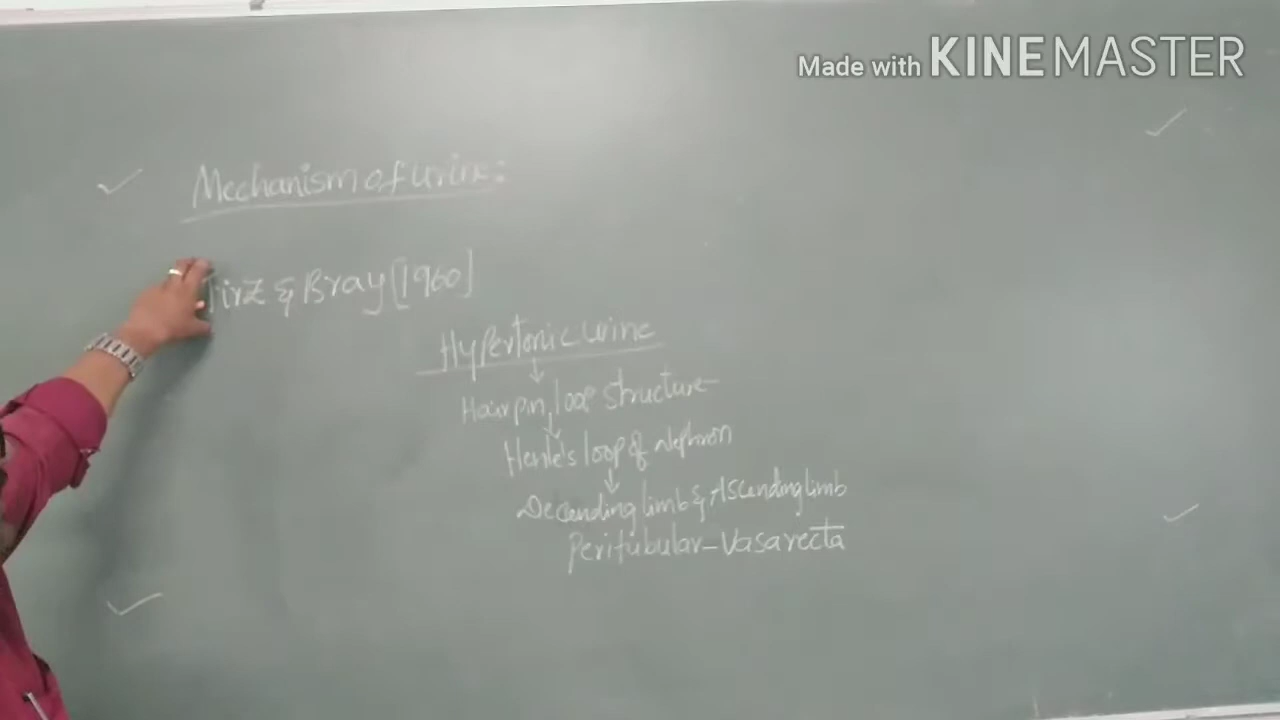 Made with KINEMASTER
Mechanism of urine:
Tirz & Bray [1960]
Hypertonic urine
↓
Hairpin loop structure
↓
Henle's loop of Nephron
↓
Decending limb & Ascending limb
Peritubular - Vasarecta